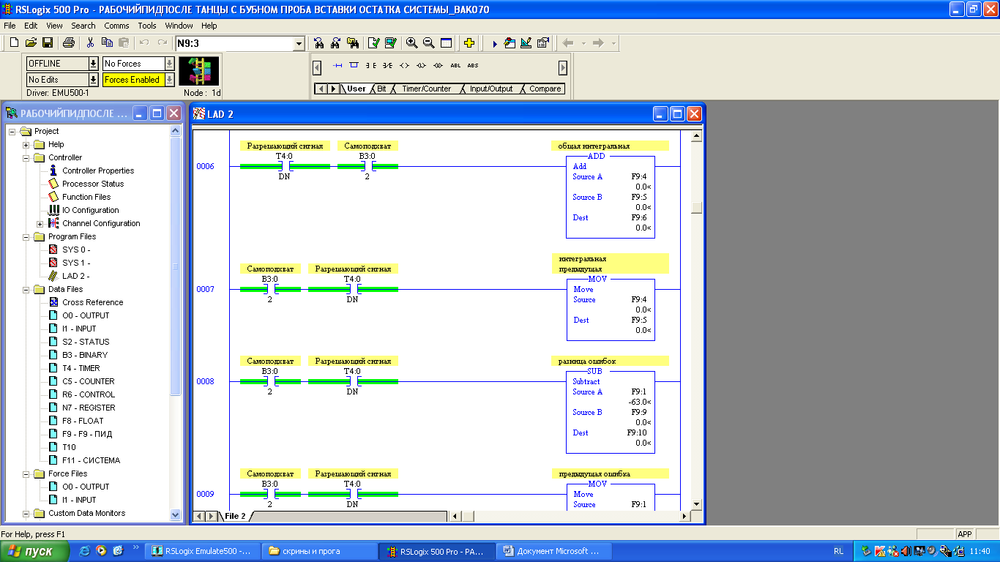 RSLogix 500 Pro - РАБОЧИЙПИДПОСЛЕ ТАНЦЫ С БУБНОМ ПРОБА ВСТАВКИ ОСТАТКА СИСТЕМЫ_BAK070
File Edit View Search Comms Tools Window Help
N9:3
OFFLINE No Forces
No Edits Forces Enabled
Driver: EMU500-1 Node : 1d
ABL ABS
User Bit Timer/Counter Input/Output Compare
РАБОЧИЙПИДПОСЛЕ ...
Project
Help
Controller
Controller Properties
Processor Status
Function Files
IO Configuration
Channel Configuration
Program Files
SYS 0 -
SYS 1 -
LAD 2 -
Data Files
Cross Reference
O0 - OUTPUT
I1 - INPUT
S2 - STATUS
B3 - BINARY
T4 - TIMER
C5 - COUNTER
R6 - CONTROL
N7 - REGISTER
F8 - FLOAT
F9 - F9 - ПИД
T10
F11 - СИСТЕМА
Force Files
O0 - OUTPUT
I1 - INPUT
Custom Data Monitors
LAD 2
Разрешающий сигнал Самоподхват общая интегральная
T4:0 B3:0 ADD
0006 Add
DN 2 Source A F9:4
0.0<
Source B F9:5
0.0<
Dest F9:6
0.0<
интегральная
Самоподхват Разрешающий сигнал предыдущая
B3:0 T4:0 MOV
0007 Move
2 DN Source F9:4
0.0<
Dest F9:5
0.0<
Самоподхват Разрешающий сигнал разница ошибок
B3:0 T4:0 SUB
0008 Subtract
2 DN Source A F9:1
-63.0<
Source B F9:9
0.0<
Dest F9:10
0.0<
Самоподхват Разрешающий сигнал предыдущая ошибка
B3:0 T4:0 MOV
0009 Move
2 DN Source F9:1
File 2
For Help, press F1 APP
пуск RSLogix Emulate500 -... скрины и прога RSLogix 500 Pro - РА... Документ Microsoft ... RL 11:40